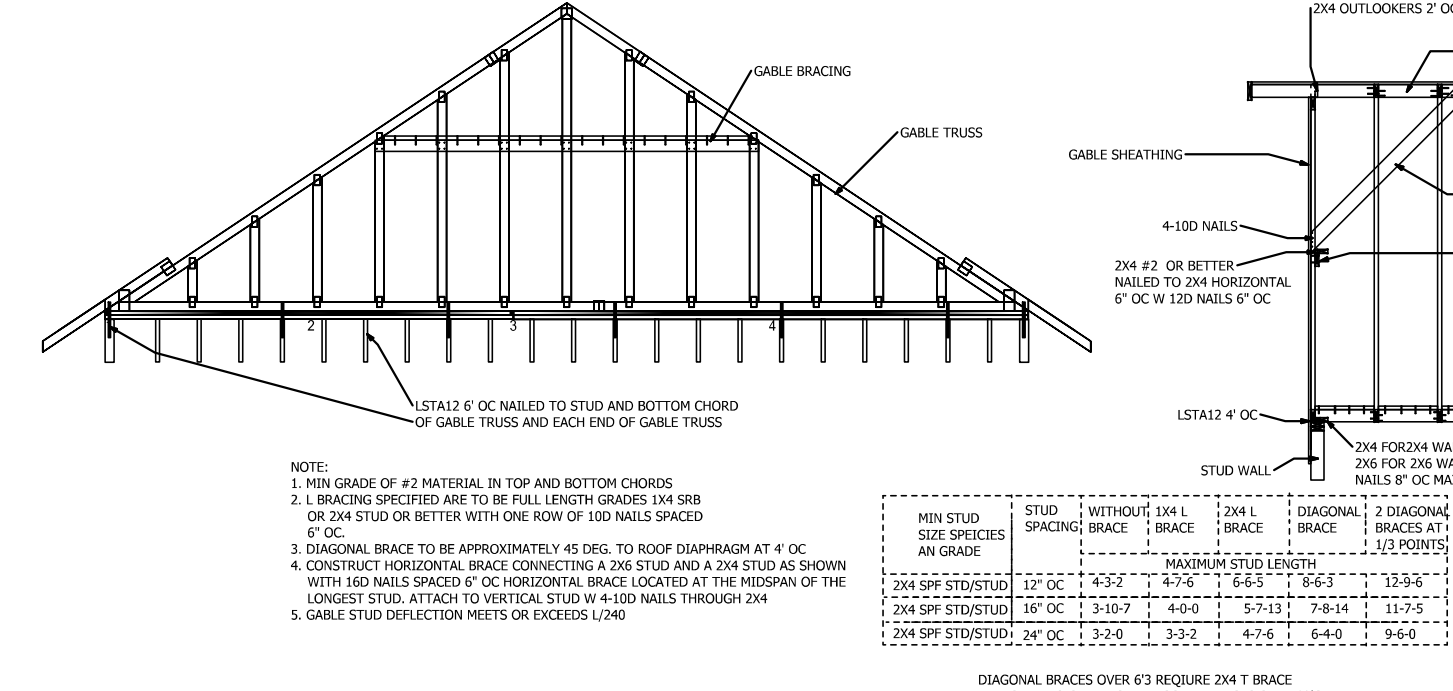 2X4 OUTLOOKERS 2' OC
GABLE BRACING
GABLE TRUSS
GABLE SHEATHING
4-10D NAILS
2X4 #2 OR BETTER
NAILED TO 2X4 HORIZONTAL
6" OC W 12D NAILS 6" OC
2
3
4
LSTA12 6' OC NAILED TO STUD AND BOTTOM CHORD
OF GABLE TRUSS AND EACH END OF GABLE TRUSS
LSTA12 4' OC
STUD WALL
2X4 FOR2X4 WA
2X6 FOR 2X6 WA
NAILS 8" OC MA
NOTE:
1. MIN GRADE OF #2 MATERIAL IN TOP AND BOTTOM CHORDS
2. L BRACING SPECIFIED ARE TO BE FULL LENGTH GRADES 1X4 SRB
OR 2X4 STUD OR BETTER WITH ONE ROW OF 10D NAILS SPACED
6" OC.
3. DIAGONAL BRACE TO BE APPROXIMATELY 45 DEG. TO ROOF DIAPHRAGM AT 4' OC
4. CONSTRUCT HORIZONTAL BRACE CONNECTING A 2X6 STUD AND A 2X4 STUD AS SHOWN
WITH 16D NAILS SPACED 6" OC HORIZONTAL BRACE LOCATED AT THE MIDSPAN OF THE
LONGEST STUD. ATTACH TO VERTICAL STUD W 4-10D NAILS THROUGH 2X4
5. GABLE STUD DEFLECTION MEETS OR EXCEEDS L/240
MIN STUD
SIZE SPEICIES
AN GRADE
STUD
SPACING
WITHOUT
BRACE
1X4 L
BRACE
2X4 L
BRACE
DIAGONAL
BRACE
2 DIAGONAL
BRACES AT
1/3 POINTS
MAXIMUM STUD LENGTH
2X4 SPF STD/STUD 12" OC 4-3-2 4-7-6 6-6-5 8-6-3 12-9-6
2X4 SPF STD/STUD 16" OC 3-10-7 4-0-0 5-7-13 7-8-14 11-7-5
2X4 SPF STD/STUD 24" OC 3-2-0 3-3-2 4-7-6 6-4-0 9-6-0
DIAGONAL BRACES OVER 6'3 REQIURE 2X4 T BRACE